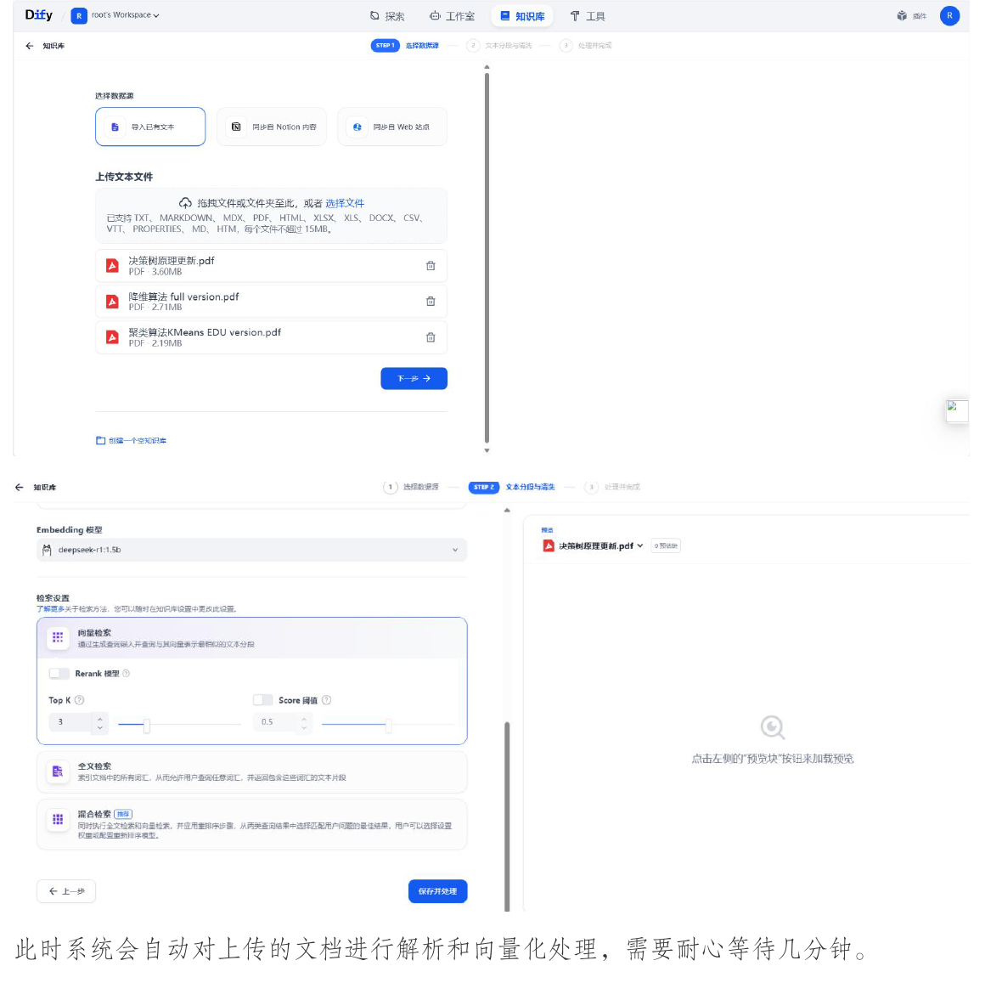 Dify / R root's Workspace
探索 工作室 知识库 工具
插件 R
知识库
STEP 1 选择数据源 2 文本分段与清洗 3 处理并完成
选择数据源
导入已有文本 同步自 Notion 内容 同步自 Web 站点
上传文本文件
拖拽文件或文件夹至此，或者 选择文件
已支持 TXT、 MARKDOWN、 MDX、 PDF、 HTML、 XLSX、 XLS、 DOCX、 CSV、
VTT、 PROPERTIES、 MD、 HTM，每个文件不超过 15MB。
决策树原理更新.pdf
PDF · 3.60MB
降维算法 full version.pdf
PDF · 2.71MB
聚类算法KMeans EDU version.pdf
PDF · 2.19MB
下一步
创建一个空知识库
知识库
1 选择数据源 STEP 2 文本分段与清洗 3 处理并完成
Embedding 模型
deepseek-r1:1.5b
检索设置
了解更多关于检索方法，您可以随时在知识库设置中更改此设置。
向量检索
通过生成查询嵌入并查询与其向量表示最相似的文本分段
Rerank 模型
Top K Score 阈值
3 0.5
全文检索
索引文档中的所有词汇，从而允许用户查询任意词汇，并返回包含这些词汇的文本片段
混合检索 推荐
同时执行全文检索和向量检索，并应用重排序步骤，从两类查询结果中选择匹配用户问题的最佳结果，用户可以选择设置
权重或配置重新排序模型。
上一步 保存并处理
预览
决策树原理更新.pdf 0 预估块
点击左侧的“预览块”按钮来加载预览
此时系统会自动对上传的文档进行解析和向量化处理，需要耐心等待几分钟。